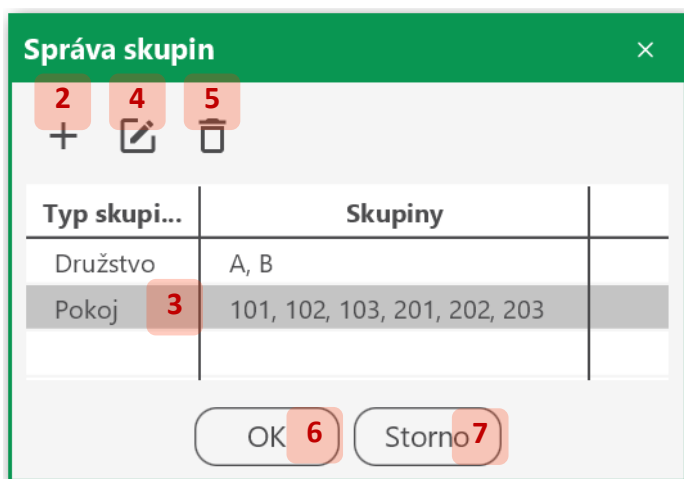 Správa skupin ×
2 4 5
Typ skupi... Skupiny
Družstvo A, B
Pokoj 3 101, 102, 103, 201, 202, 203
OK 6 Storno 7